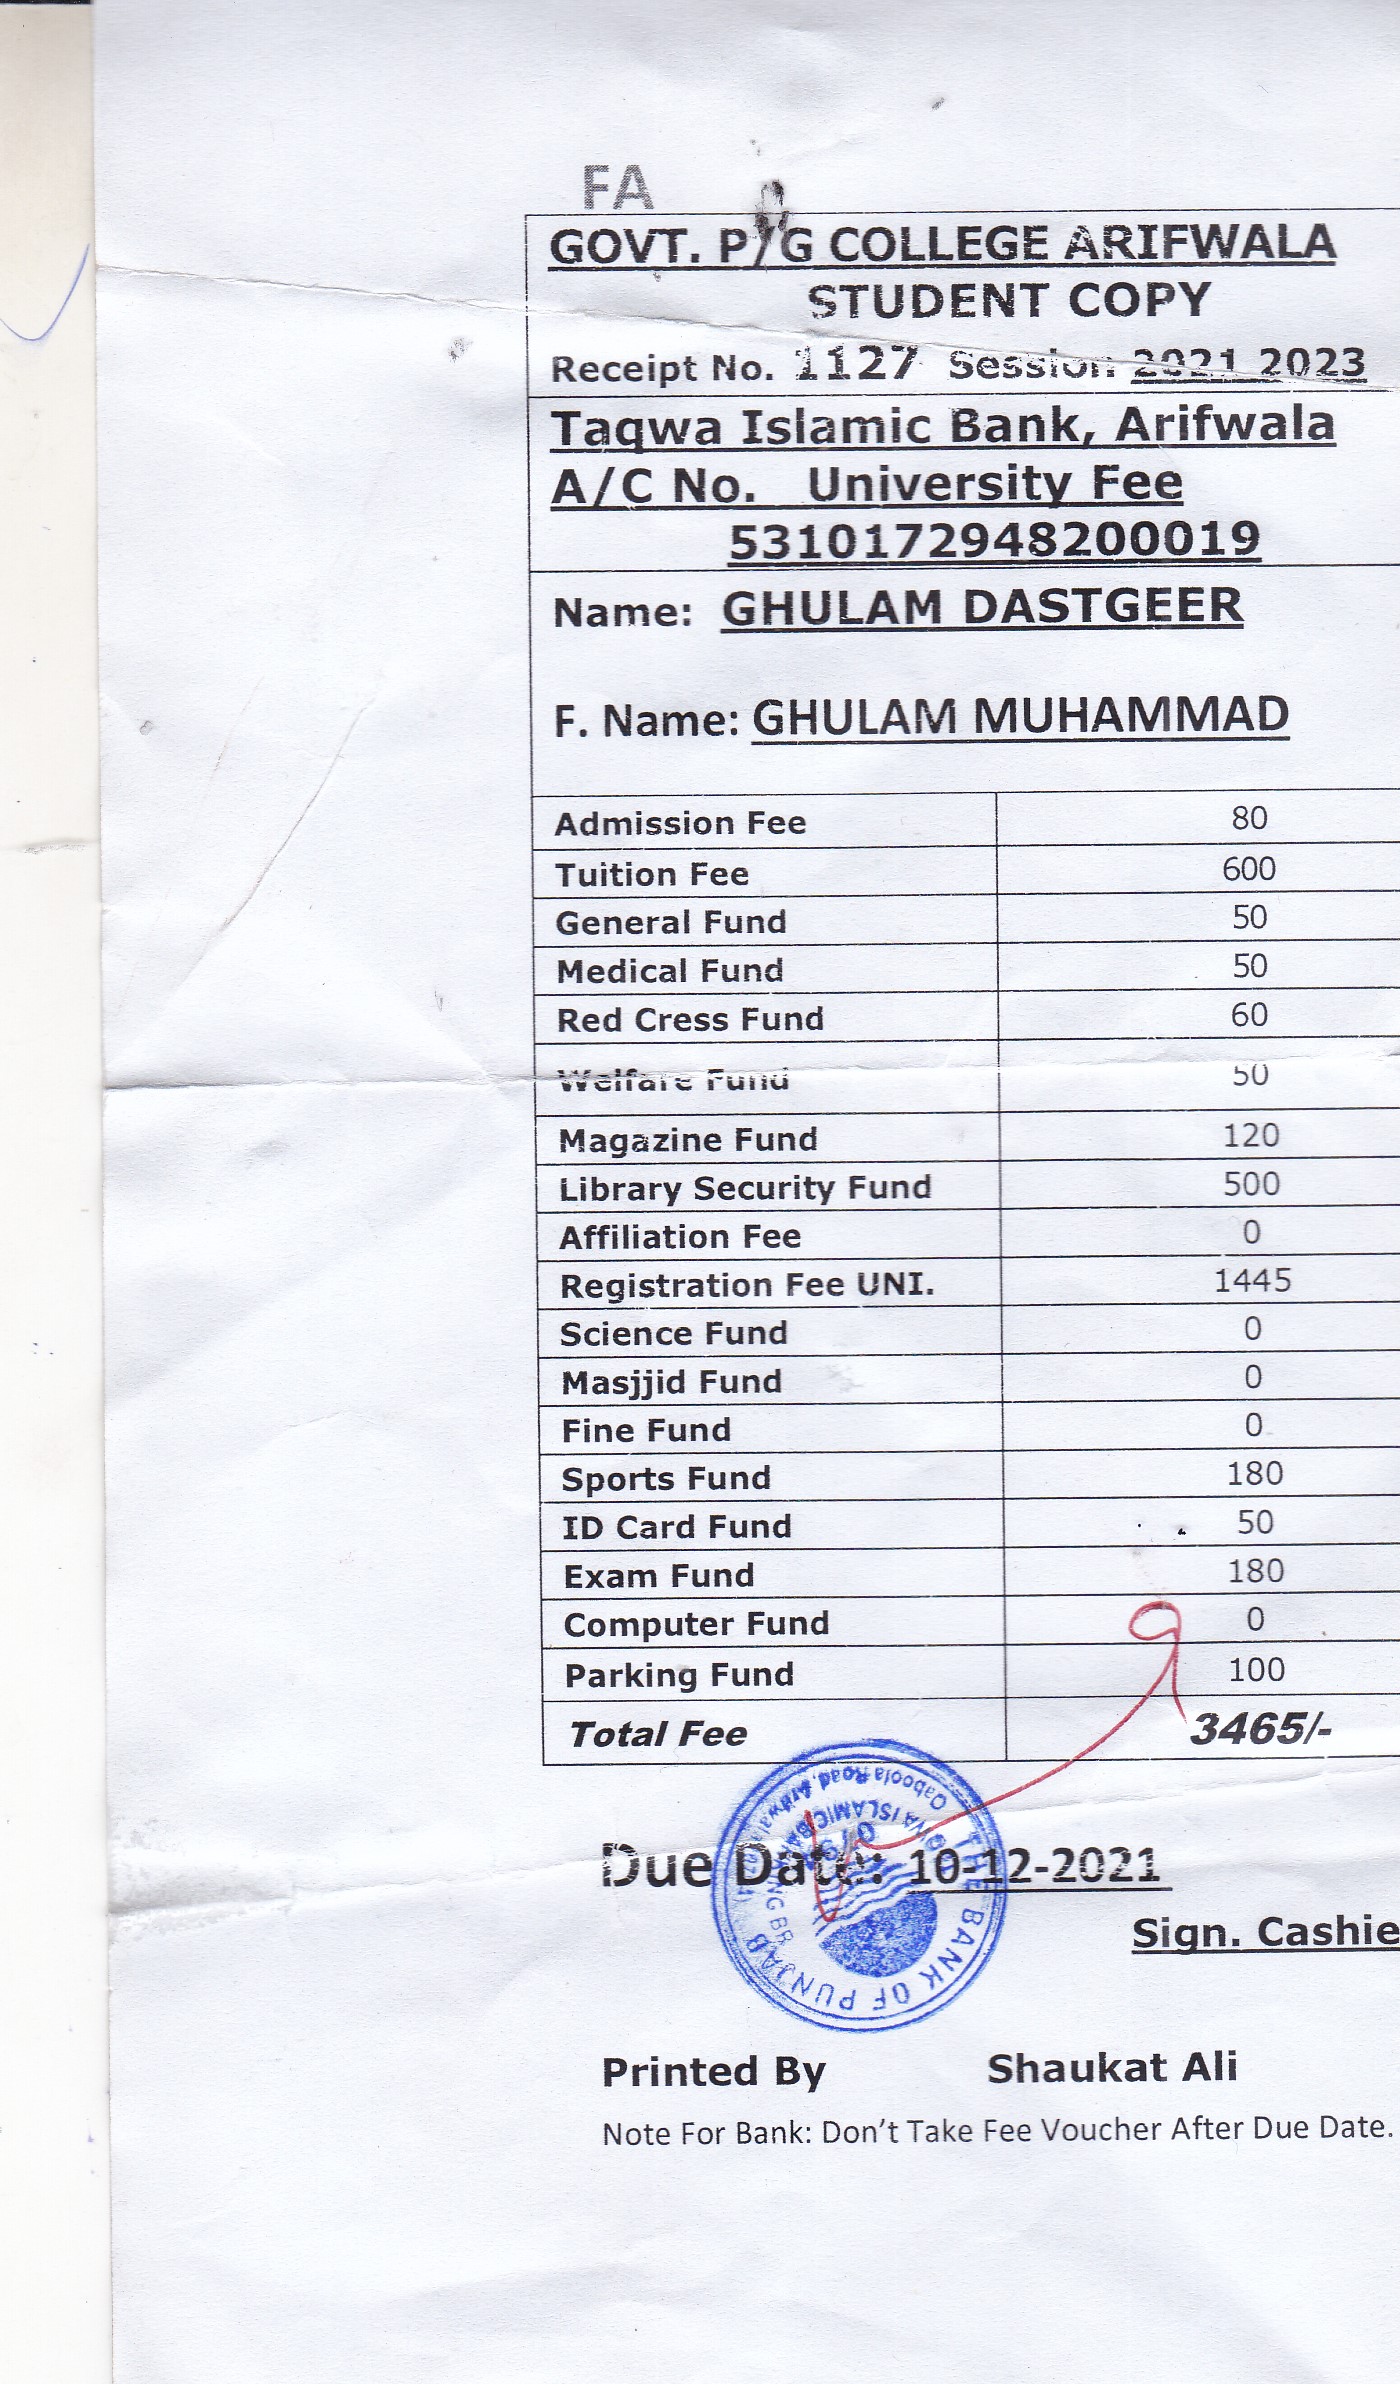 FA
GOVT. P/G COLLEGE ARIFWALA
STUDENT COPY
Receipt No. 1127 Session 2021 2023
Taqwa Islamic Bank, Arifwala
A/C No. University Fee
5310172948200019
Name: GHULAM DASTGEER
F. Name: GHULAM MUHAMMAD
Admission Fee 80
Tuition Fee 600
General Fund 50
Medical Fund 50
Red Cress Fund 60
Welfare Fund 50
Magazine Fund 120
Library Security Fund 500
Affiliation Fee 0
Registration Fee UNI. 1445
Science Fund 0
Masjjid Fund 0
Fine Fund 0
Sports Fund 180
ID Card Fund 50
Exam Fund 180
Computer Fund 0
Parking Fund 100
Total Fee 3465/-
Due Date: 10-12-2021
THE BANK OF PUNJAB
Qaboola Road, Arifwala
ISLAMIC BANKING BR
Sign. Cashie
Printed By Shaukat Ali
Note For Bank: Don't Take Fee Voucher After Due Date.